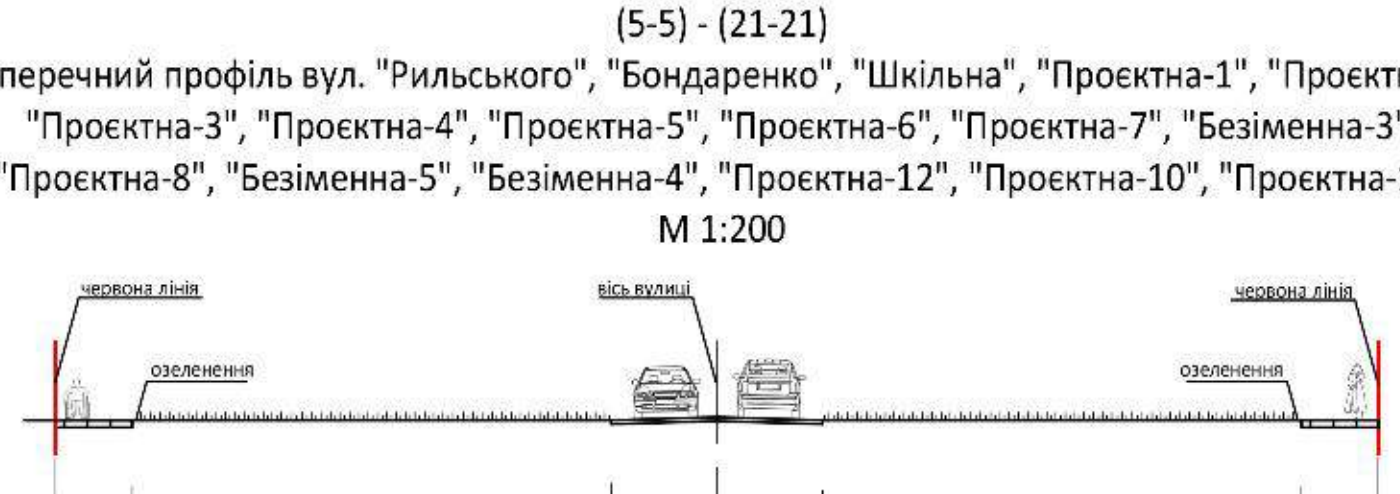 (5-5) - (21-21)
перечний профіль вул. "Рильського", "Бондаренко", "Шкільна", "Проєктна-1", "Проєктн
"Проєктна-3", "Проєктна-4", "Проєктна-5", "Проєктна-6", "Проєктна-7", "Безіменна-3"
"Проєктна-8", "Безіменна-5", "Безіменна-4", "Проєктна-12", "Проєктна-10", "Проєктна-
М 1:200
червона лінія вісь вулиці червона лінія
озеленення озеленення